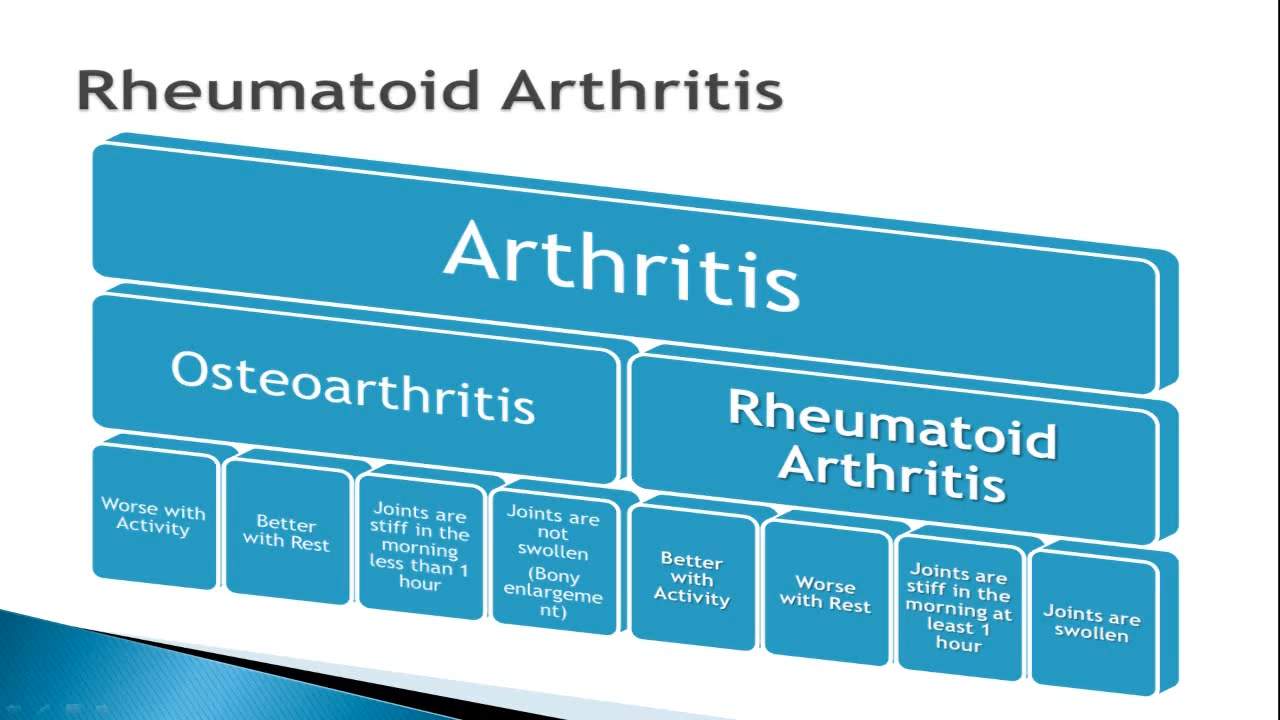 Rheumatoid Arthritis
Arthritis
Osteoarthritis
Rheumatoid
Arthritis
Worse with
Activity
Better
with Rest
Joints are
stiff in the
morning
less than 1
hour
Joints are
not
swollen
(Bony
enlargeme
nt)
Better
with
Activity
Worse
with Rest
Joints are
stiff in the
morning at
least 1
hour
Joints are
swollen